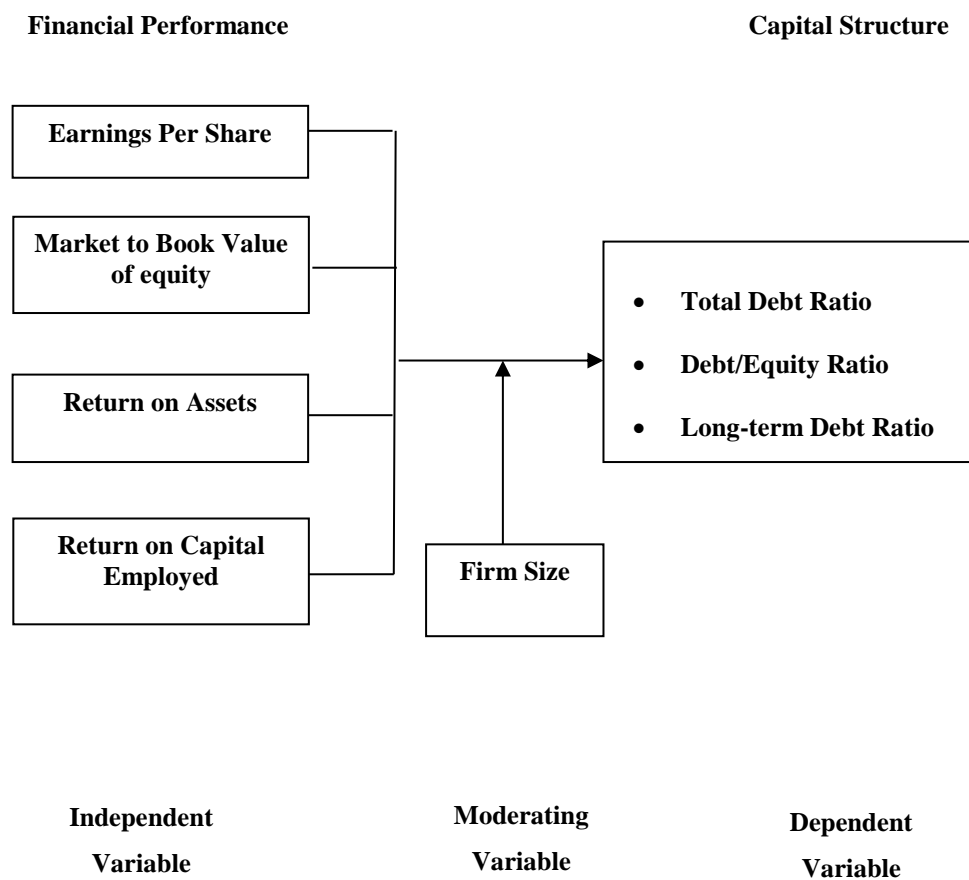 Financial Performance
Capital Structure
Earnings Per Share
Market to Book Value
of equity
Return on Assets
Return on Capital
Employed
Firm Size
• Total Debt Ratio
• Debt/Equity Ratio
• Long-term Debt Ratio
Independent
Variable
Moderating
Variable
Dependent
Variable